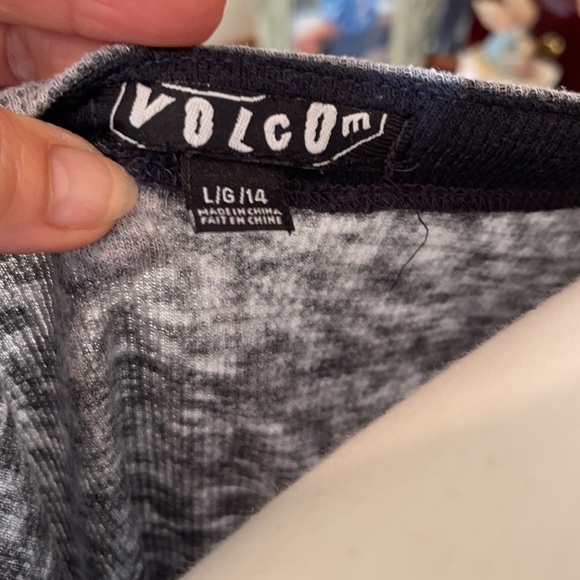 VOLCOM
L/G/14
MADE IN CHINA
FAIT EN CHINE